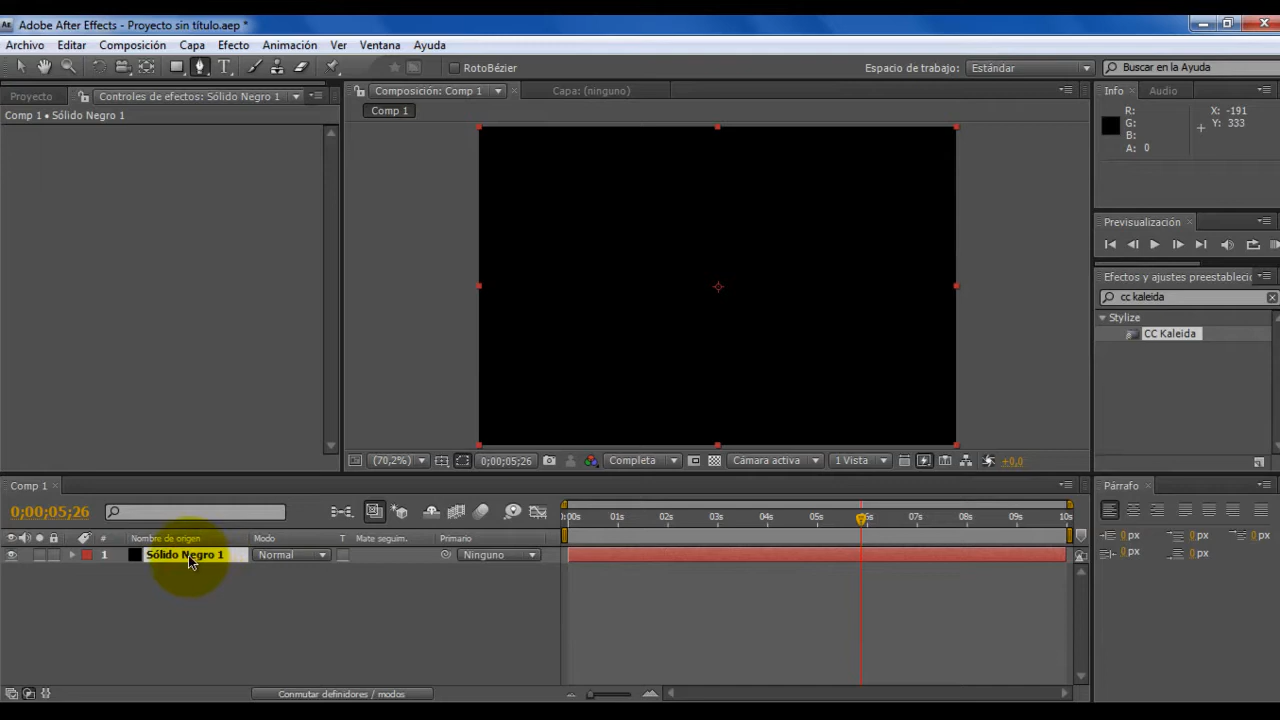 Adobe After Effects - Proyecto sin título.aep *
Archivo Editar Composición Capa Efecto Animación Ver Ventana Ayuda
RotoBézier Espacio de trabajo: Estándar Buscar en la Ayuda
Proyecto Controles de efectos: Sólido Negro 1 Composición: Comp 1 Capa: (ninguno) Info Audio
Comp 1 • Sólido Negro 1 Comp 1
R: X: -191
G: Y: 333
B:
A: 0
Previsualización
Efectos y ajustes preestableci
cc kaleida
Stylize
CC Kaleida
(70,2%) 0;00;05;26 Completa Cámara activa 1 Vista +0,0
Comp 1 Párrafo
0;00;05;26 :00s 01s 02s 03s 04s 05s 06s 07s 08s 09s 10s
# Nombre de origen Modo T Mate seguim. Primario 0 px 0 px 0 px
1 Sólido Negro 1 Normal Ninguno 0 px 0 px
Conmutar definidores / modos